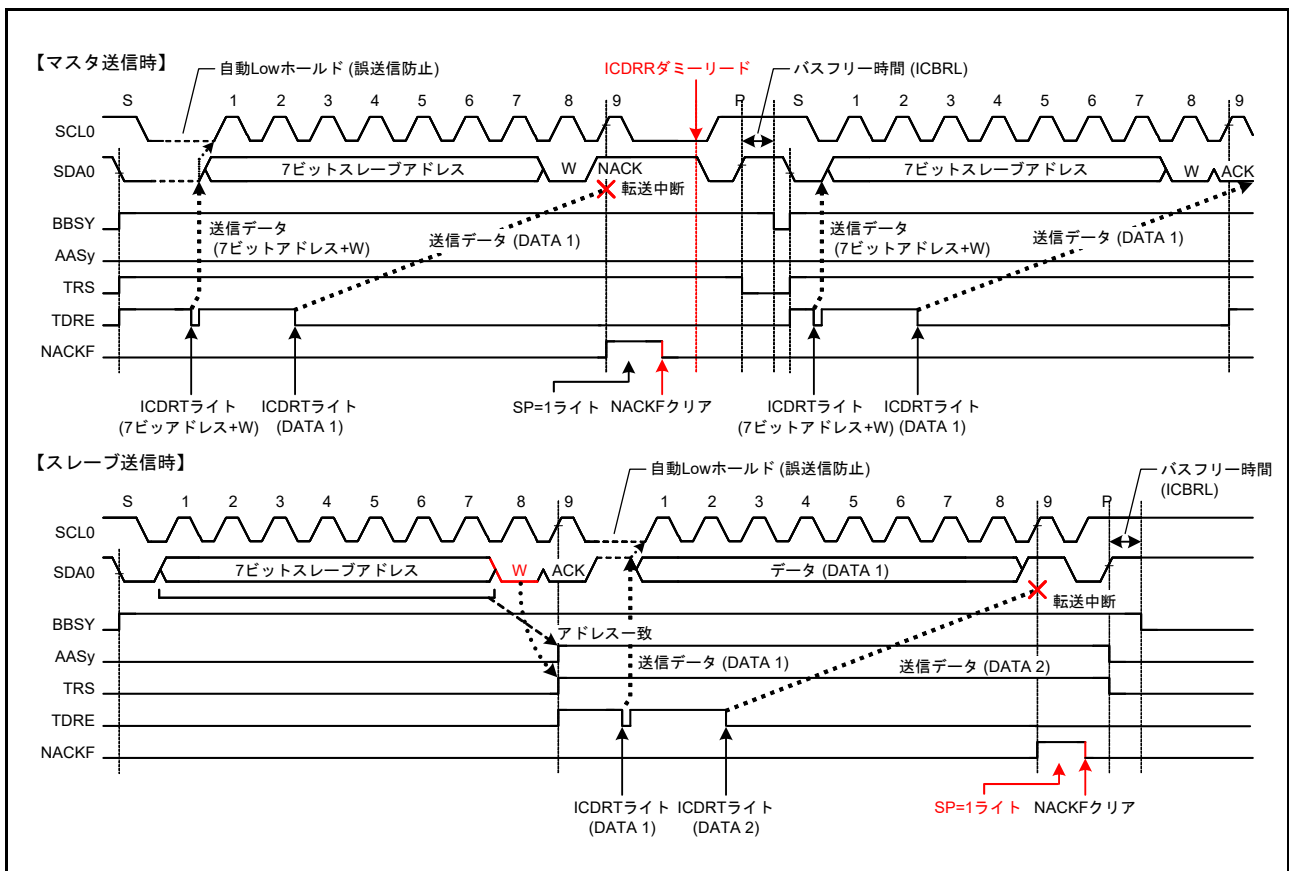 【マスタ送信時】
自動Lowホールド (誤送信防止)
ICDRRダミーリード
バスフリー時間 (ICBRL)
S 1 2 3 4 5 6 7 8 9 P S 1 2 3 4 5 6 7 8 9
SCL0
SDA0 7ビットスレーブアドレス W NACK 7ビットスレーブアドレス W ACK
転送中断
BBSY
送信データ
(7ビットアドレス+W)
送信データ (DATA 1)
送信データ
(7ビットアドレス+W)
送信データ (DATA 1)
AASy
TRS
TDRE
NACKF
ICDRTライト
(7ビッアドレス+W)
ICDRTライト
(DATA 1)
SP=1ライト
NACKFクリア
ICDRTライト
(7ビットアドレス+W)
ICDRTライト
(DATA 1)
【スレーブ送信時】
自動Lowホールド (誤送信防止)
バスフリー時間
(ICBRL)
S 1 2 3 4 5 6 7 8 9 1 2 3 4 5 6 7 8 9 P
SCL0
SDA0 7ビットスレーブアドレス W ACK データ (DATA 1)
転送中断
BBSY
アドレス一致
AASy
送信データ (DATA 1)
送信データ (DATA 2)
TRS
TDRE
NACKF
ICDRTライト
(DATA 1)
ICDRTライト
(DATA 2)
SP=1ライト
NACKFクリア